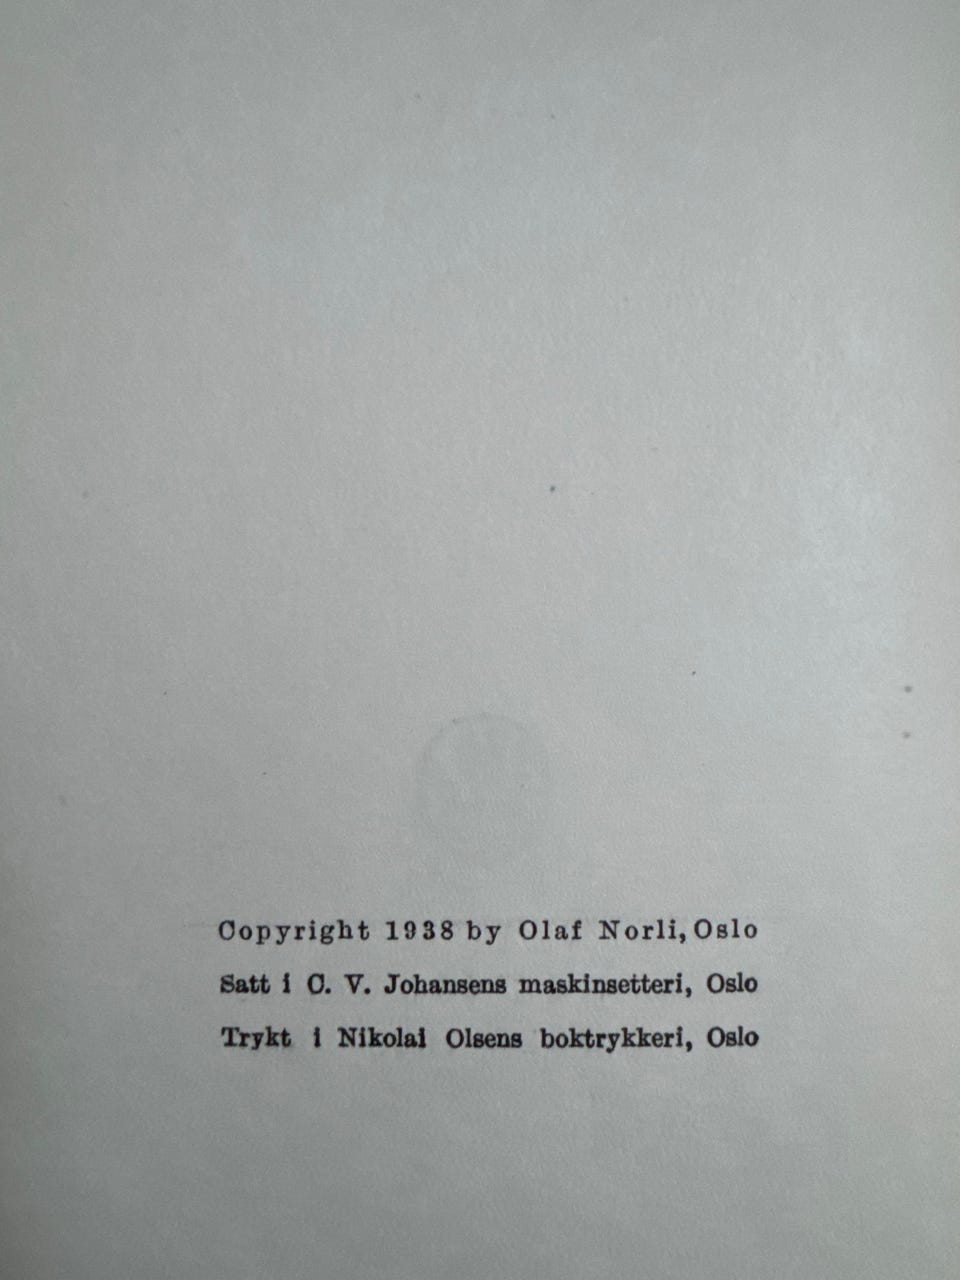 Copyright 1938 by Olaf Norli, Oslo
Satt i C. V. Johansens maskinsetteri, Oslo
Trykt i Nikolai Olsens boktrykkeri, Oslo